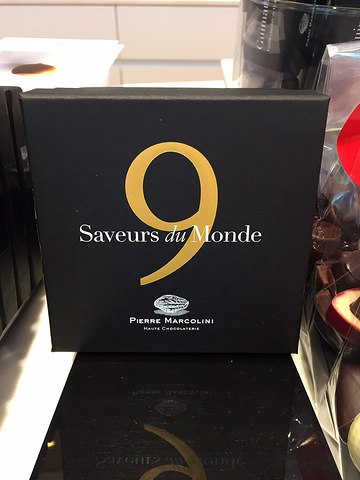 9
Saveurs du Monde
PIERRE MARCOLINI
HAUTE CHOCOLATERIE